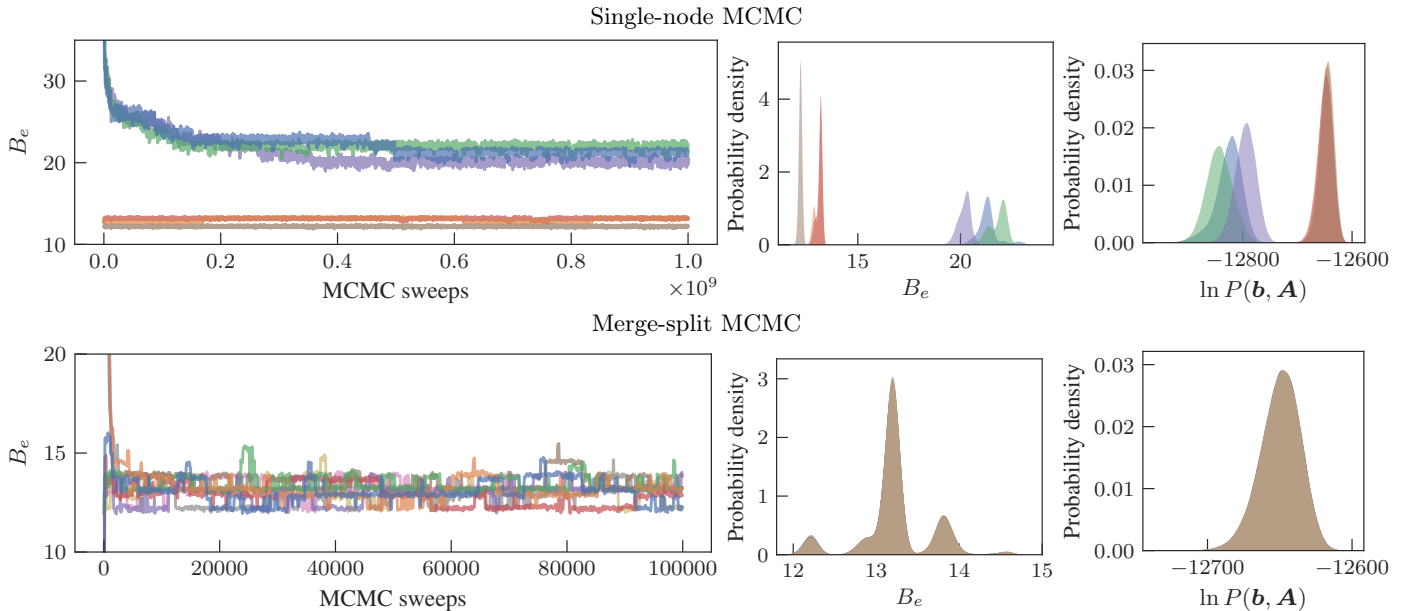 Single-node MCMC
B_e
30
20
10
0.0 0.2 0.4 0.6 0.8 1.0
×10^9
MCMC sweeps
Probability density
4
2
0
15 20
B_e
Probability density
0.03
0.02
0.01
0.00
−12800 −12600
ln P(b, A)
Merge-split MCMC
B_e
20
15
10
0 20000 40000 60000 80000 100000
MCMC sweeps
Probability density
3
2
1
0
12 13 14 15
B_e
Probability density
0.03
0.02
0.01
0.00
−12700 −12600
ln P(b, A)